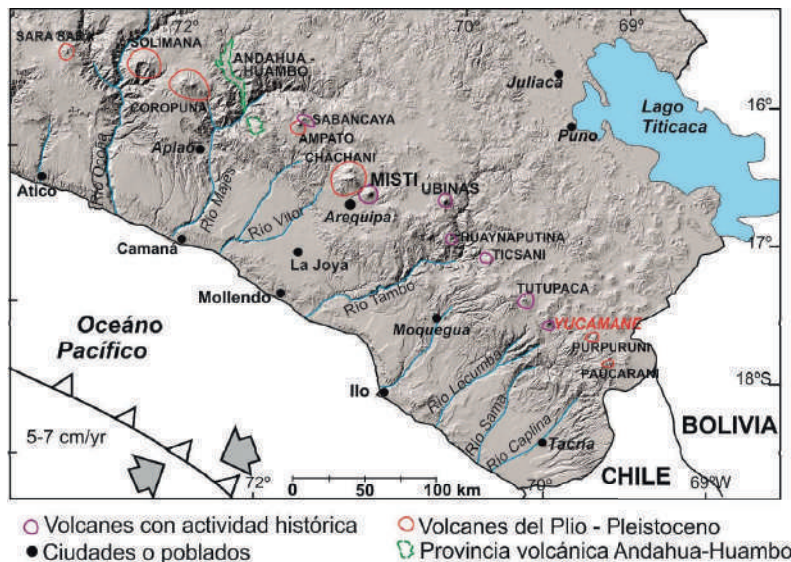 72°
70°
69°
SARA SARA
SOLIMANA
ANDAHUA -
HUAMBO
COROPUNA
Juliaca
16°
Lago
Titicaca
Puno
SABANCAYA
AMPATO
Aplao
CHACHANI
Río Ocoña
Atico
Río Majes
MISTI
UBINAS
Río Vitor
Arequipa
Camaná
HUAYNAPUTINA
17°
TICSANI
La Joya
Mollendo
Río Tambo
TUTUPACA
Moquegua
YUCAMANE
PURPURUNI
PAUCARANI
Oceáno
Pacífico
Ilo
Río Locumba
18°S
Río Sama
Río Caplina
Tacna
BOLIVIA
5-7 cm/yr
CHILE
72°
0 50 100 km
70°
69°W
Volcanes con actividad histórica
Volcanes del Plio - Pleistoceno
Ciudades o poblados
Provincia volcánica Andahua-Huambo